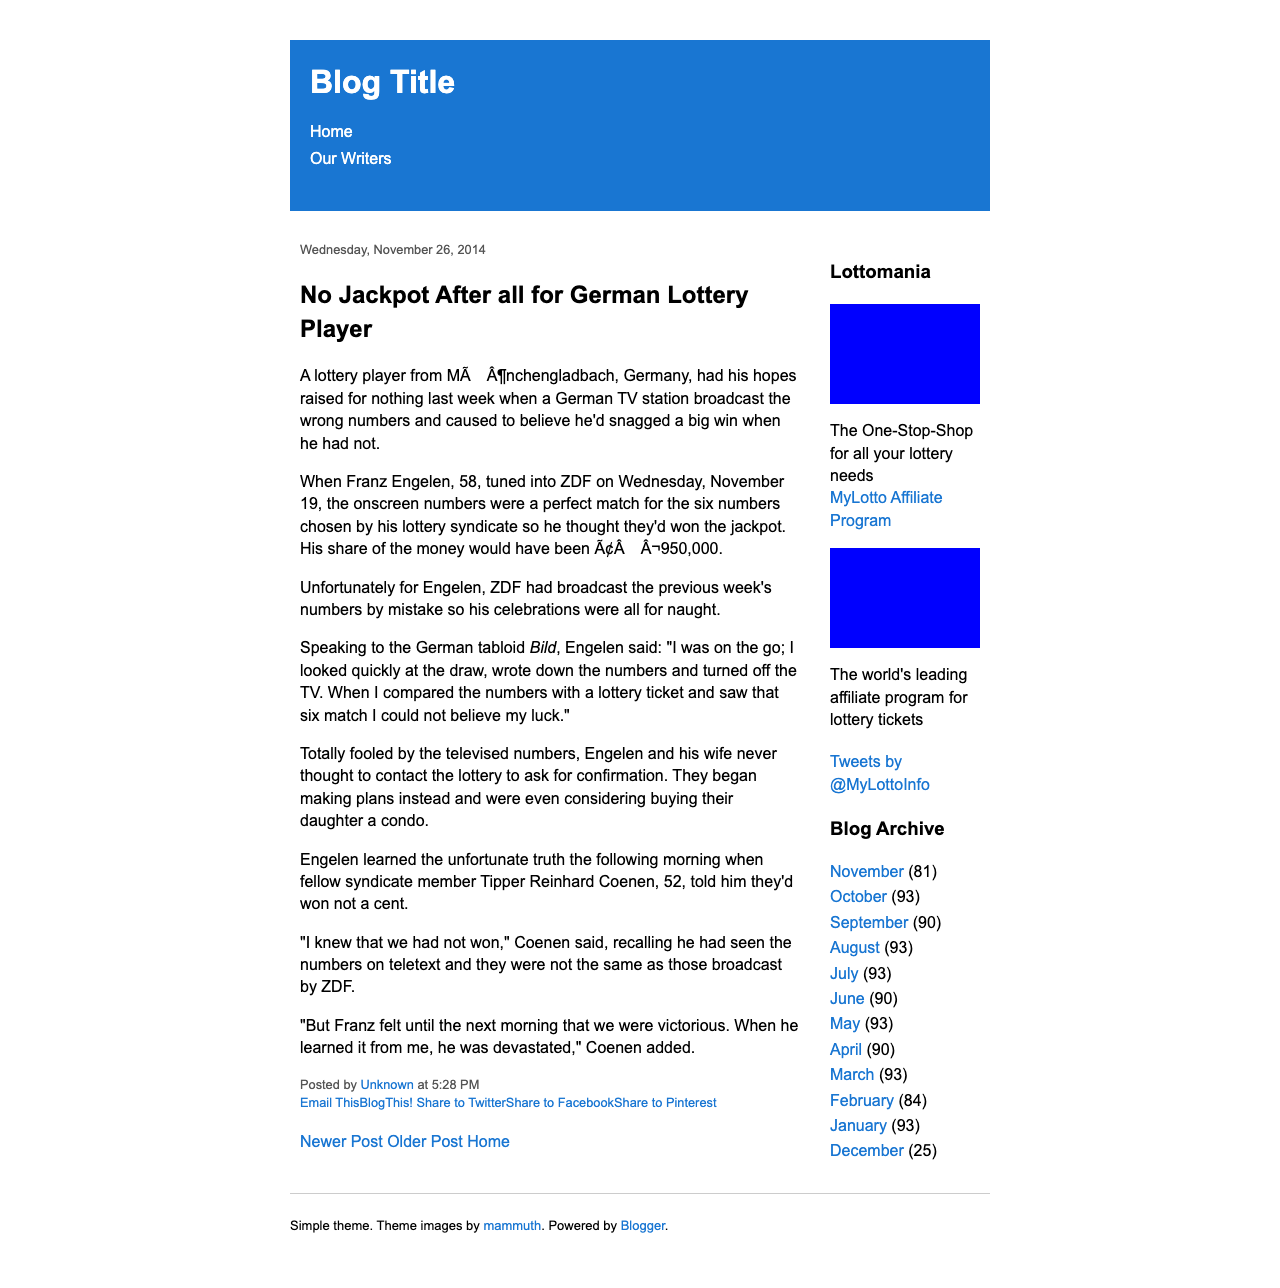 Blog Title
Home
Our Writers
Wednesday, November 26, 2014
No Jackpot After all for German Lottery
Player
A lottery player from MÃ Â¶nchengladbach, Germany, had his hopes
raised for nothing last week when a German TV station broadcast the
wrong numbers and caused to believe he'd snagged a big win when
he had not.
When Franz Engelen, 58, tuned into ZDF on Wednesday, November
19, the onscreen numbers were a perfect match for the six numbers
chosen by his lottery syndicate so he thought they'd won the jackpot.
His share of the money would have been Ã¢Â Â¬950,000.
Unfortunately for Engelen, ZDF had broadcast the previous week's
numbers by mistake so his celebrations were all for naught.
Speaking to the German tabloid Bild, Engelen said: "I was on the go; I
looked quickly at the draw, wrote down the numbers and turned off the
TV. When I compared the numbers with a lottery ticket and saw that
six match I could not believe my luck."
Totally fooled by the televised numbers, Engelen and his wife never
thought to contact the lottery to ask for confirmation. They began
making plans instead and were even considering buying their
daughter a condo.
Engelen learned the unfortunate truth the following morning when
fellow syndicate member Tipper Reinhard Coenen, 52, told him they'd
won not a cent.
"I knew that we had not won," Coenen said, recalling he had seen the
numbers on teletext and they were not the same as those broadcast
by ZDF.
"But Franz felt until the next morning that we were victorious. When he
learned it from me, he was devastated," Coenen added.
Posted by Unknown at 5:28 PM
Email ThisBlogThis! Share to TwitterShare to FacebookShare to Pinterest
Newer Post Older Post Home
Lottomania
The One-Stop-Shop
for all your lottery
needs
MyLotto Affiliate
Program
The world's leading
affiliate program for
lottery tickets
Tweets by
@MyLottoInfo
Blog Archive
November (81)
October (93)
September (90)
August (93)
July (93)
June (90)
May (93)
April (90)
March (93)
February (84)
January (93)
December (25)
Simple theme. Theme images by mammuth. Powered by Blogger.